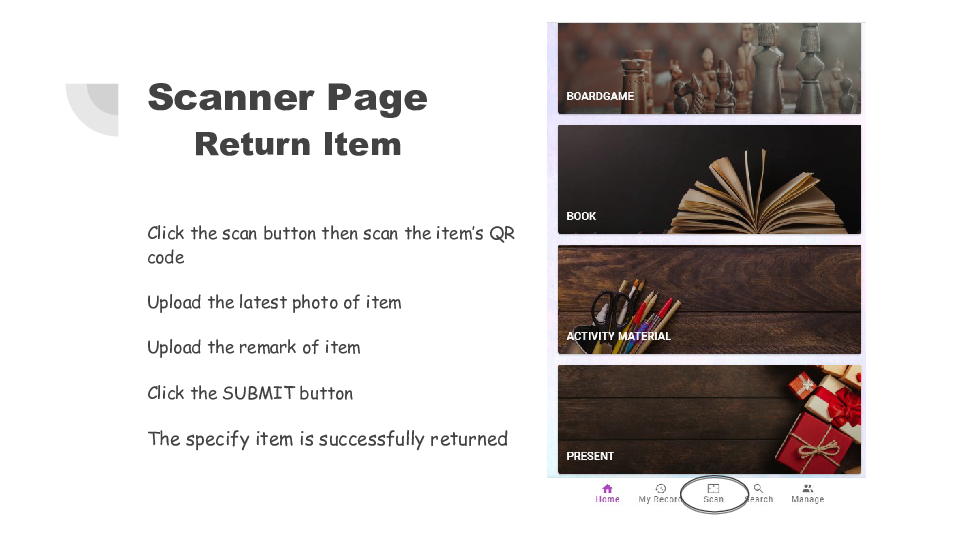 Scanner Page
Return Item
Click the scan button then scan the item's QR
code
Upload the latest photo of item
Upload the remark of item
Click the SUBMIT button
The specify item is successfully returned
BOARDGAME
BOOK
ACTIVITY MATERIAL
PRESENT
Home My Record Scan Search Manage